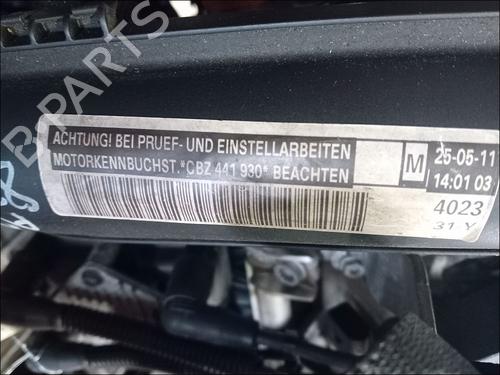 B-PARTS
ACHTUNG! BEI PRUEF- UND EINSTELLARBEITEN
MOTORKENNBUCHST.*CBZ 441 930* BEACHTEN
M
25-05-11
14:01 03
4023
31 Y